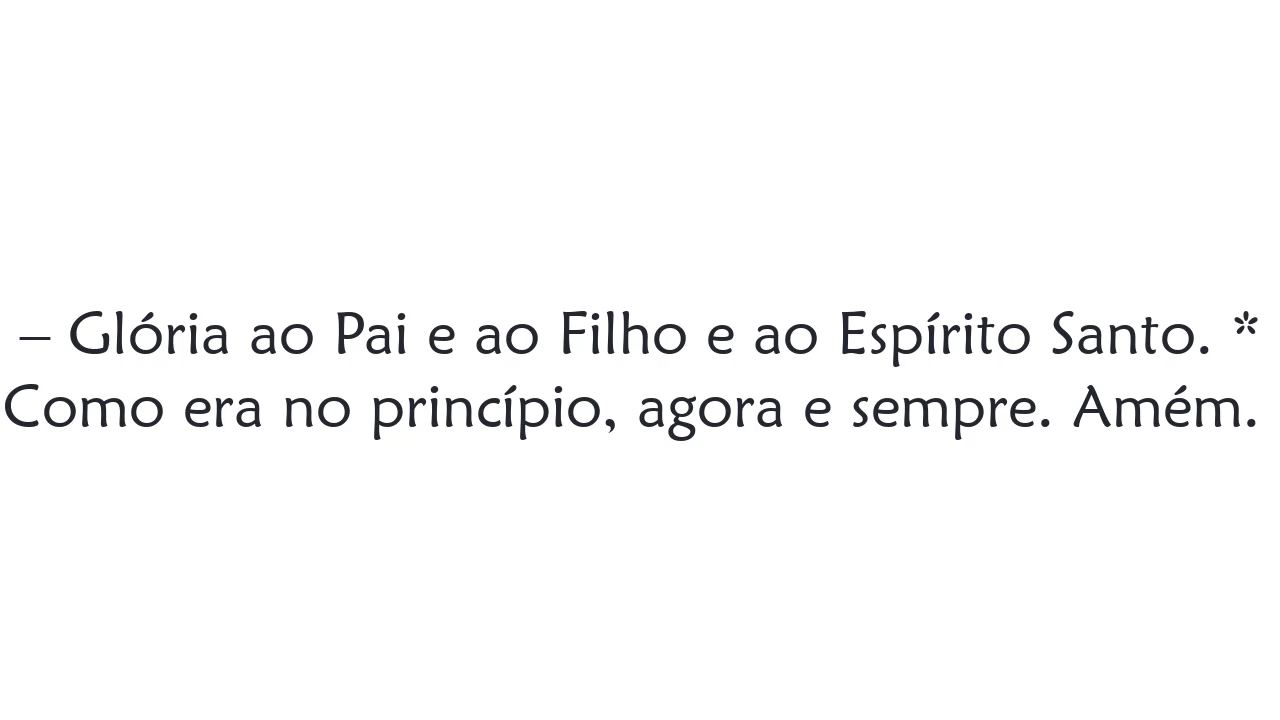 – Glória ao Pai e ao Filho e ao Espírito Santo. *
Como era no princípio, agora e sempre. Amém.